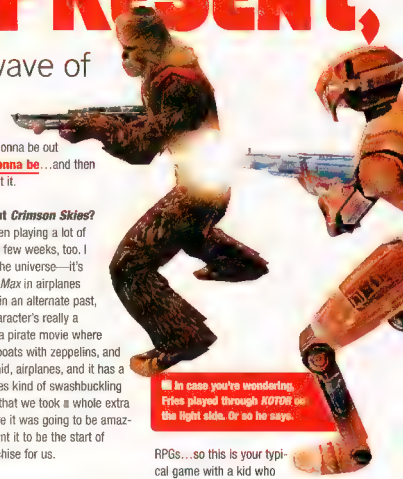 PRESENT,
wave of
onna be out
onna be...and then
t it.
ut Crimson Skies?
en playing a lot of
few weeks, too. I
he universe—it's
Max in airplanes
in an alternate past,
aracter's really a
a pirate movie where
boats with zeppelins, and
id, airplanes, and it has a
es kind of swashbuckling
that we took a whole extra
e it was going to be amaz-
nt it to be the start of
chise for us.
In case you're wondering,
Fries played through KOTOR on
the light side. Or so he says.
RPGs...so this is your typi-
cal game with a kid who